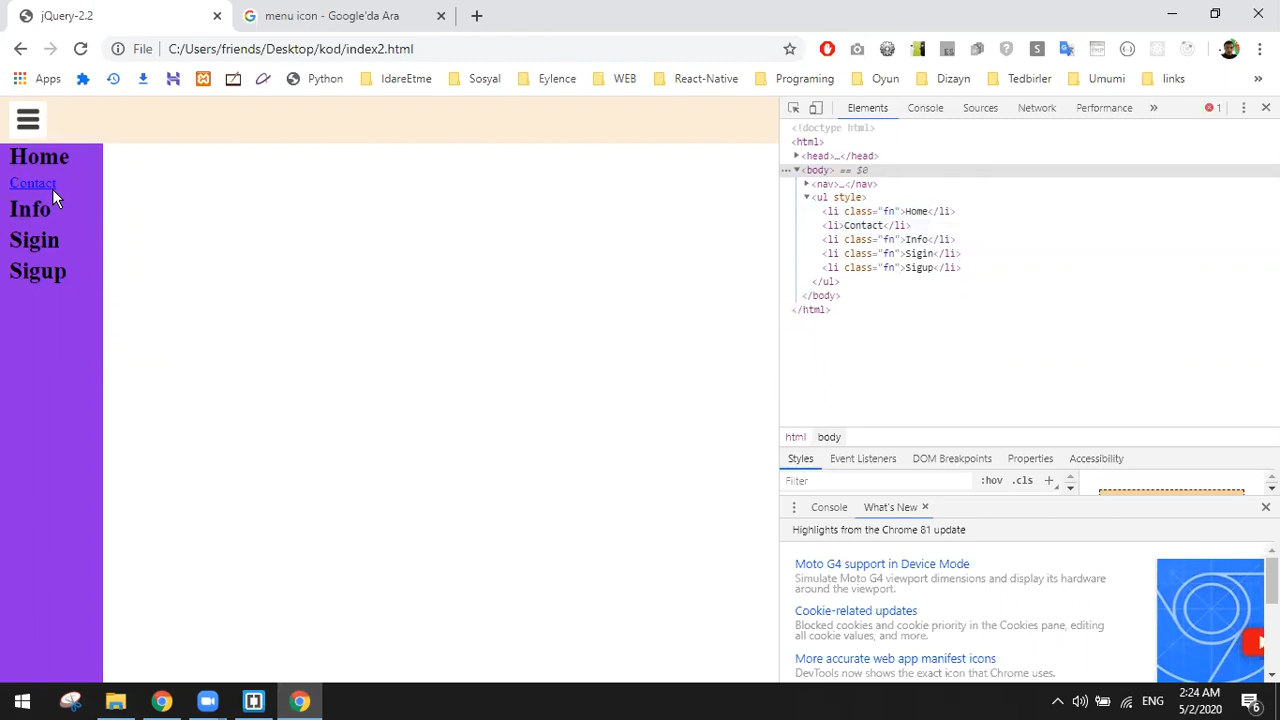 jQuery-2.2
menu icon - Google'da Ara
File C:/Users/friends/Desktop/kod/index2.html
Apps Python IdareEtme Sosyal Eylence WEB React-Native Programing Oyun Dizayn Tedbirler Umumi links »
Elements Console Sources Network Performance » 1
Home
Contact
Info
Sigin
Sigup
<!doctype html>
<html>
<head>…</head>
<body> == $0
<nav>…</nav>
<ul style>
<li class="fn">Home</li>
<li>Contact</li>
<li class="fn">Info</li>
<li class="fn">Sigin</li>
<li class="fn">Sigup</li>
</ul>
</body>
</html>
html body
Styles Event Listeners DOM Breakpoints Properties Accessibility
Filter :hov .cls +
Console What's New
Highlights from the Chrome 81 update
Moto G4 support in Device Mode
Simulate Moto G4 viewport dimensions and display its hardware
around the viewport.
Cookie-related updates
Blocked cookies and cookie priority in the Cookies pane, editing
all cookie values, and more.
More accurate web app manifest icons
DevTools now shows the exact icon that Chrome uses.
ENG
2:24 AM
5/2/2020
6